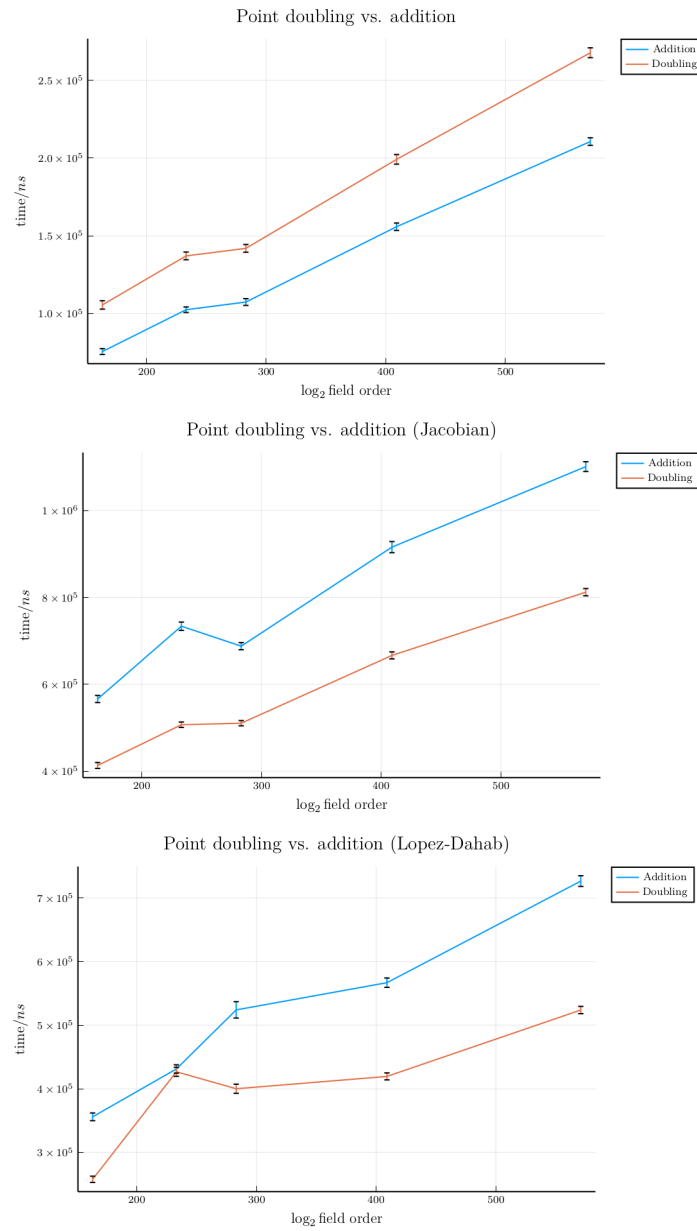 Point doubling vs. addition
Addition
Doubling
2.5 × 10⁵
2.0 × 10⁵
1.5 × 10⁵
1.0 × 10⁵
time/ns
200
300
400
500
log₂ field order
Point doubling vs. addition (Jacobian)
Addition
Doubling
1 × 10⁶
8 × 10⁵
6 × 10⁵
4 × 10⁵
time/ns
200
300
400
500
log₂ field order
Point doubling vs. addition (Lopez-Dahab)
Addition
Doubling
7 × 10⁵
6 × 10⁵
5 × 10⁵
4 × 10⁵
3 × 10⁵
time/ns
200
300
400
500
log₂ field order